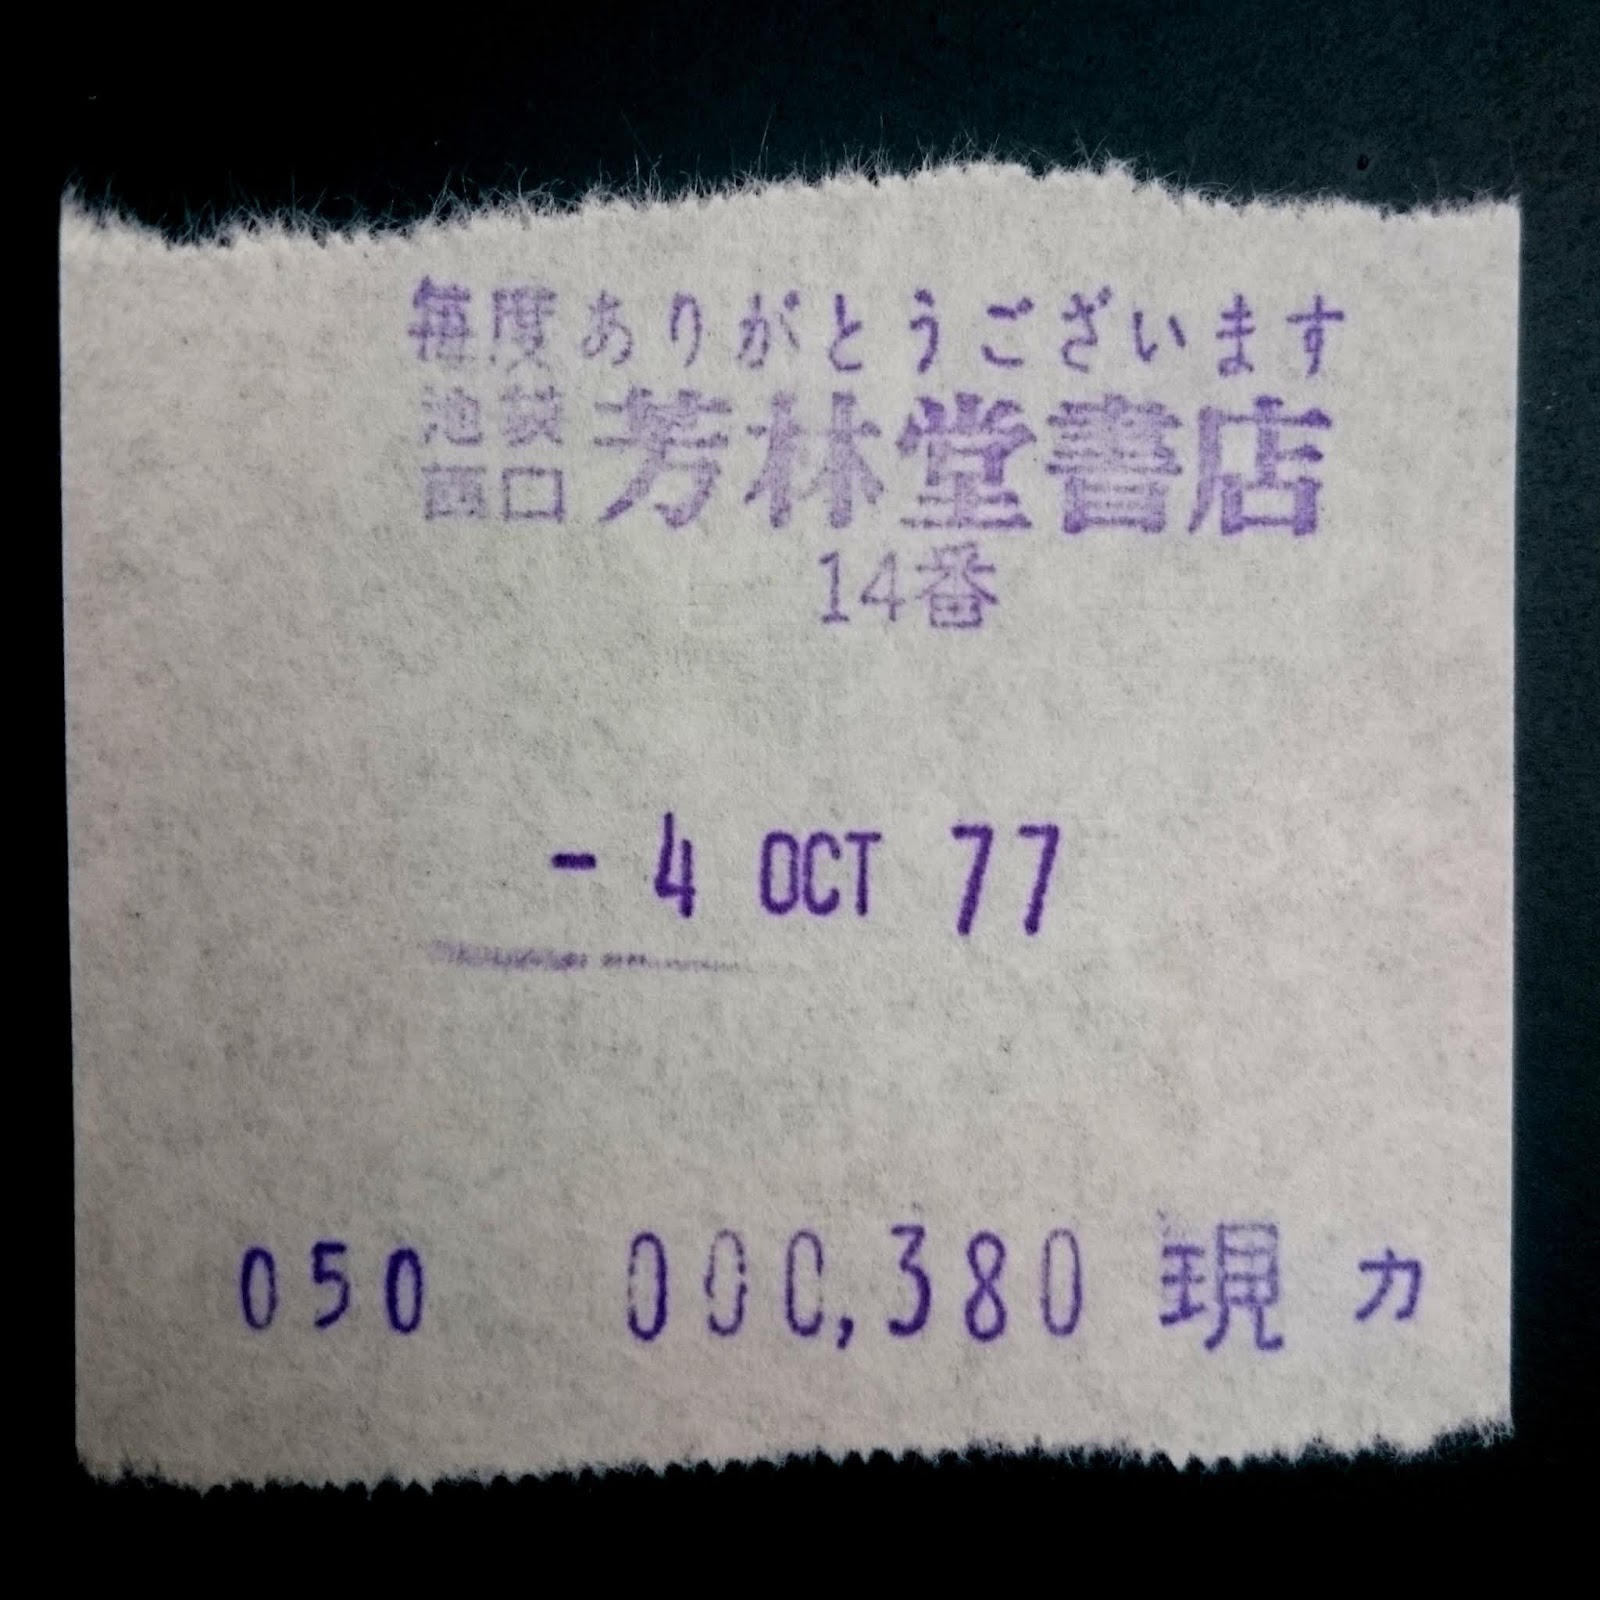 毎度ありがとうございます
池袋
西口 芳林堂書店
14番
- 4 OCT 77
050 000,380 現 カ